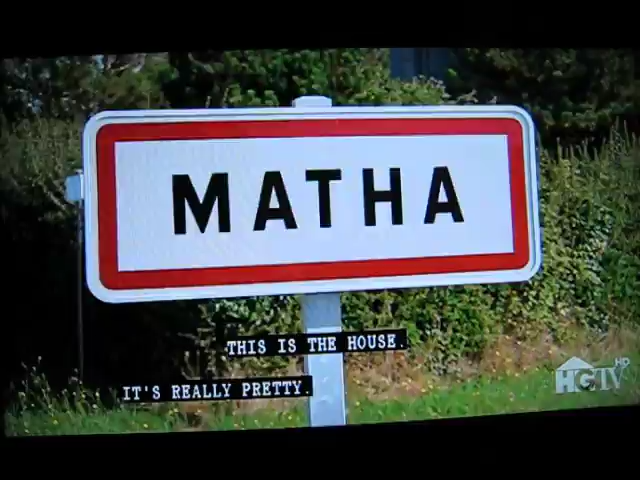 MATHA
THIS IS THE HOUSE.
IT'S REALLY PRETTY.
HGTV HD